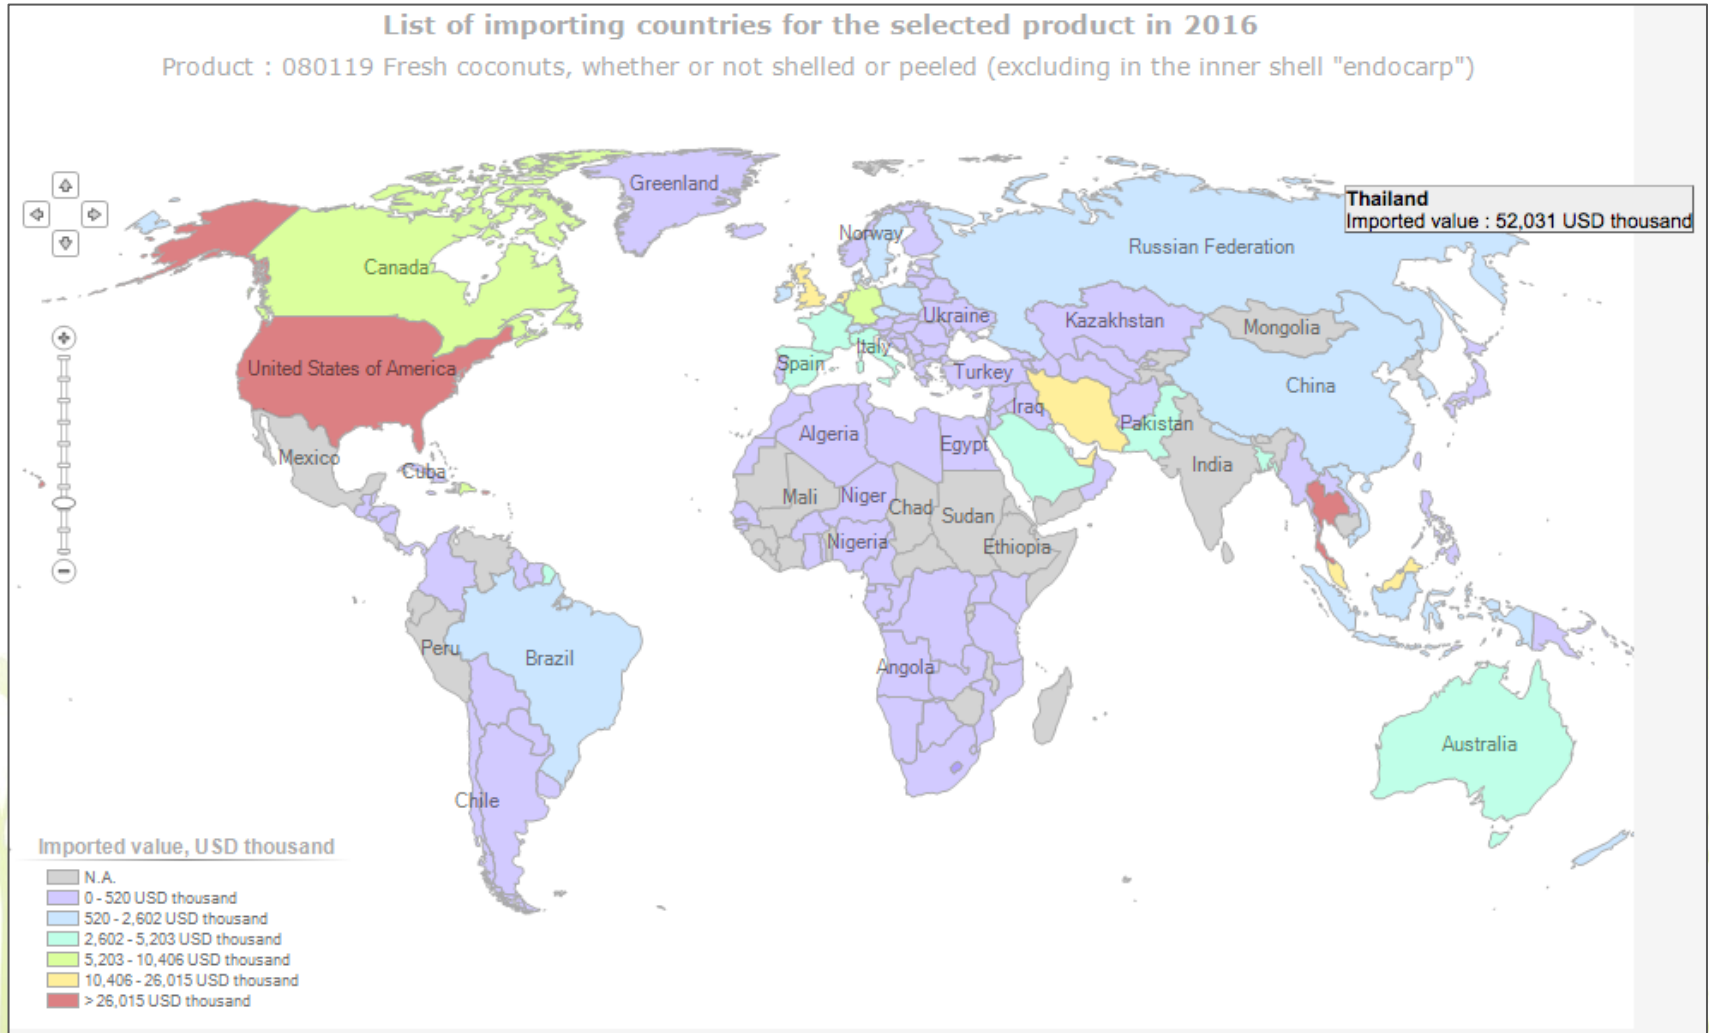 List of importing countries for the selected product in 2016
Product : 080119 Fresh coconuts, whether or not shelled or peeled (excluding in the inner shell "endocarp")
Greenland
Thailand
Imported value : 52,031 USD thousand
Norway
Russian Federation
Canada
Ukraine
Kazakhstan
Mongolia
Italy
Spain
United States of America
Turkey
China
Iraq
Pakistan
Algeria
Egypt
Mexico
Cuba
India
Mali
Niger
Chad
Sudan
Nigeria
Ethiopia
Peru
Brazil
Angola
Australia
Chile
Imported value, USD thousand
N.A.
0 - 520 USD thousand
520 - 2,602 USD thousand
2,602 - 5,203 USD thousand
5,203 - 10,406 USD thousand
10,406 - 26,015 USD thousand
> 26,015 USD thousand